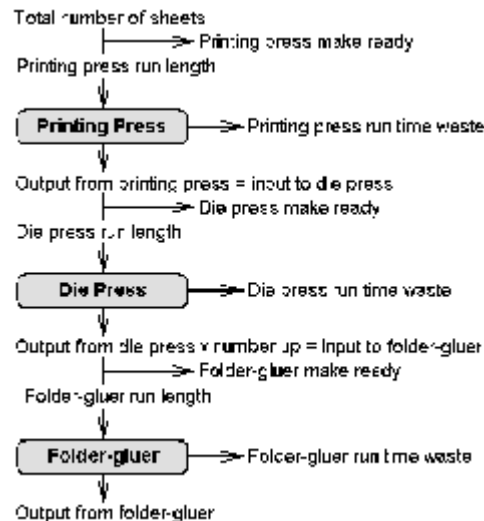 Total number of sheets
Printing press make ready
Printing press run length
Printing Press
Printing press run time waste
Output from printing press = input to die press
Die press make ready
Die press run length
Die Press
Die press run time waste
Output from die press x number up = Input to folder-gluer
Folder-gluer make ready
Folder-gluer run length
Folder-gluer
Folder-gluer run time waste
Output from folder-gluer